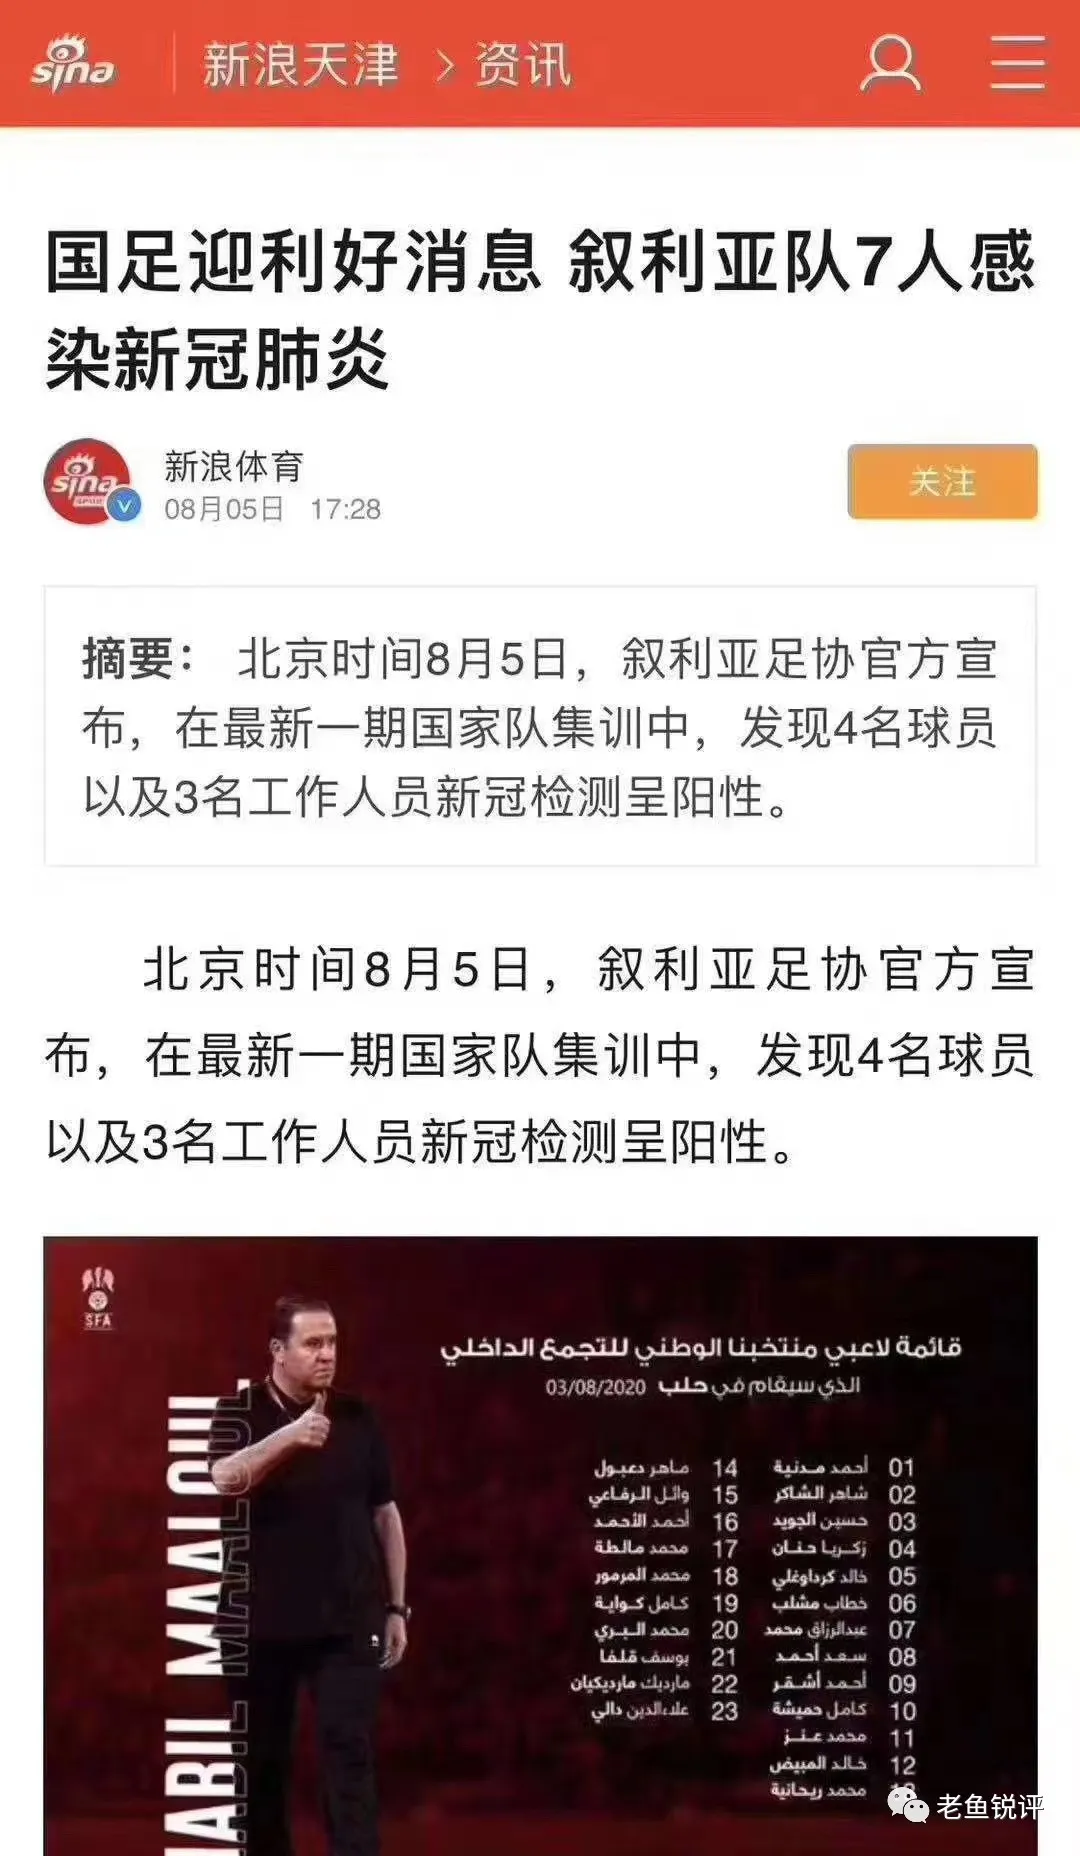 sina
新浪天津 > 资讯
国足迎利好消息 叙利亚队7人感
染新冠肺炎
sina
新浪体育
08月05日 17:28
关注
摘要： 北京时间8月5日，叙利亚足协官方宣
布，在最新一期国家队集训中，发现4名球员
以及3名工作人员新冠检测呈阳性。
北京时间8月5日，叙利亚足协官方宣
布，在最新一期国家队集训中，发现4名球员
以及3名工作人员新冠检测呈阳性。
SFA
قائمة لاعبي منتخبنا الوطني للتجمع الداخلي
الذي سيقام في حلب 03/08/2020
01 أحمد مدنية
02 شاهر الشاكر
03 حسين الجويد
04 زكريا حنان
05 خالد كرداوغلي
06 خطاب مشلب
07 عبدالرزاق محمد
08 سعد أحمد
09 أحمد أشقر
10 كامل حميشة
11 محمد عنز
12 خالد المبيض
محمد ريحانية
14 ماهر دعبول
15 وائل الرفاعي
16 أحمد الأحمد
17 محمد مالطة
18 محمد المرمور
19 كامل كواية
20 محمد البري
21 يوسف قلفا
22 مارديك مارديكيان
23 علاءالدين دالي
MAALOUL
老鱼锐评